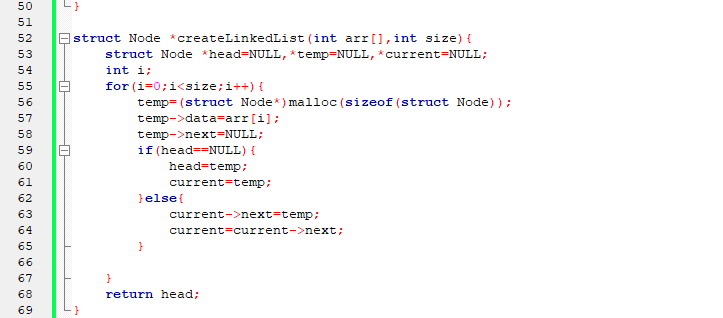 50 }
51
52 struct Node *createLinkedList(int arr[],int size){
53     struct Node *head=NULL,*temp=NULL,*current=NULL;
54     int i;
55     for(i=0;i<size;i++){
56         temp=(struct Node*)malloc(sizeof(struct Node));
57         temp->data=arr[i];
58         temp->next=NULL;
59         if(head==NULL){
60             head=temp;
61             current=temp;
62         }else{
63             current->next=temp;
64             current=current->next;
65         }
66
67     }
68     return head;
69 }